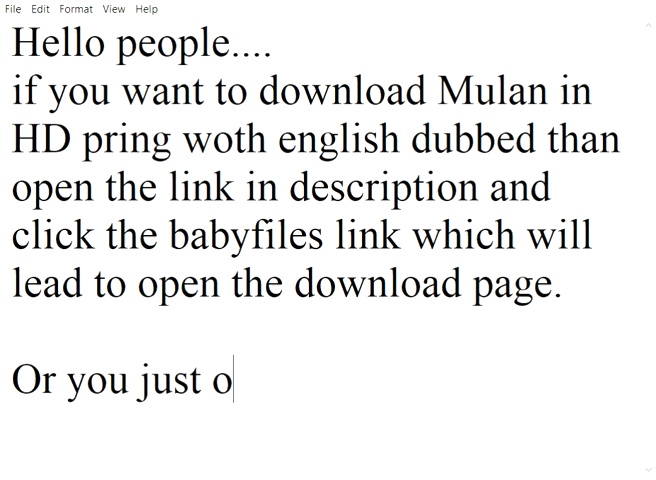 File Edit Format View Help
Hello people....
if you want to download Mulan in
HD pring woth english dubbed than
open the link in description and
click the babyfiles link which will
lead to open the download page.
Or you just o